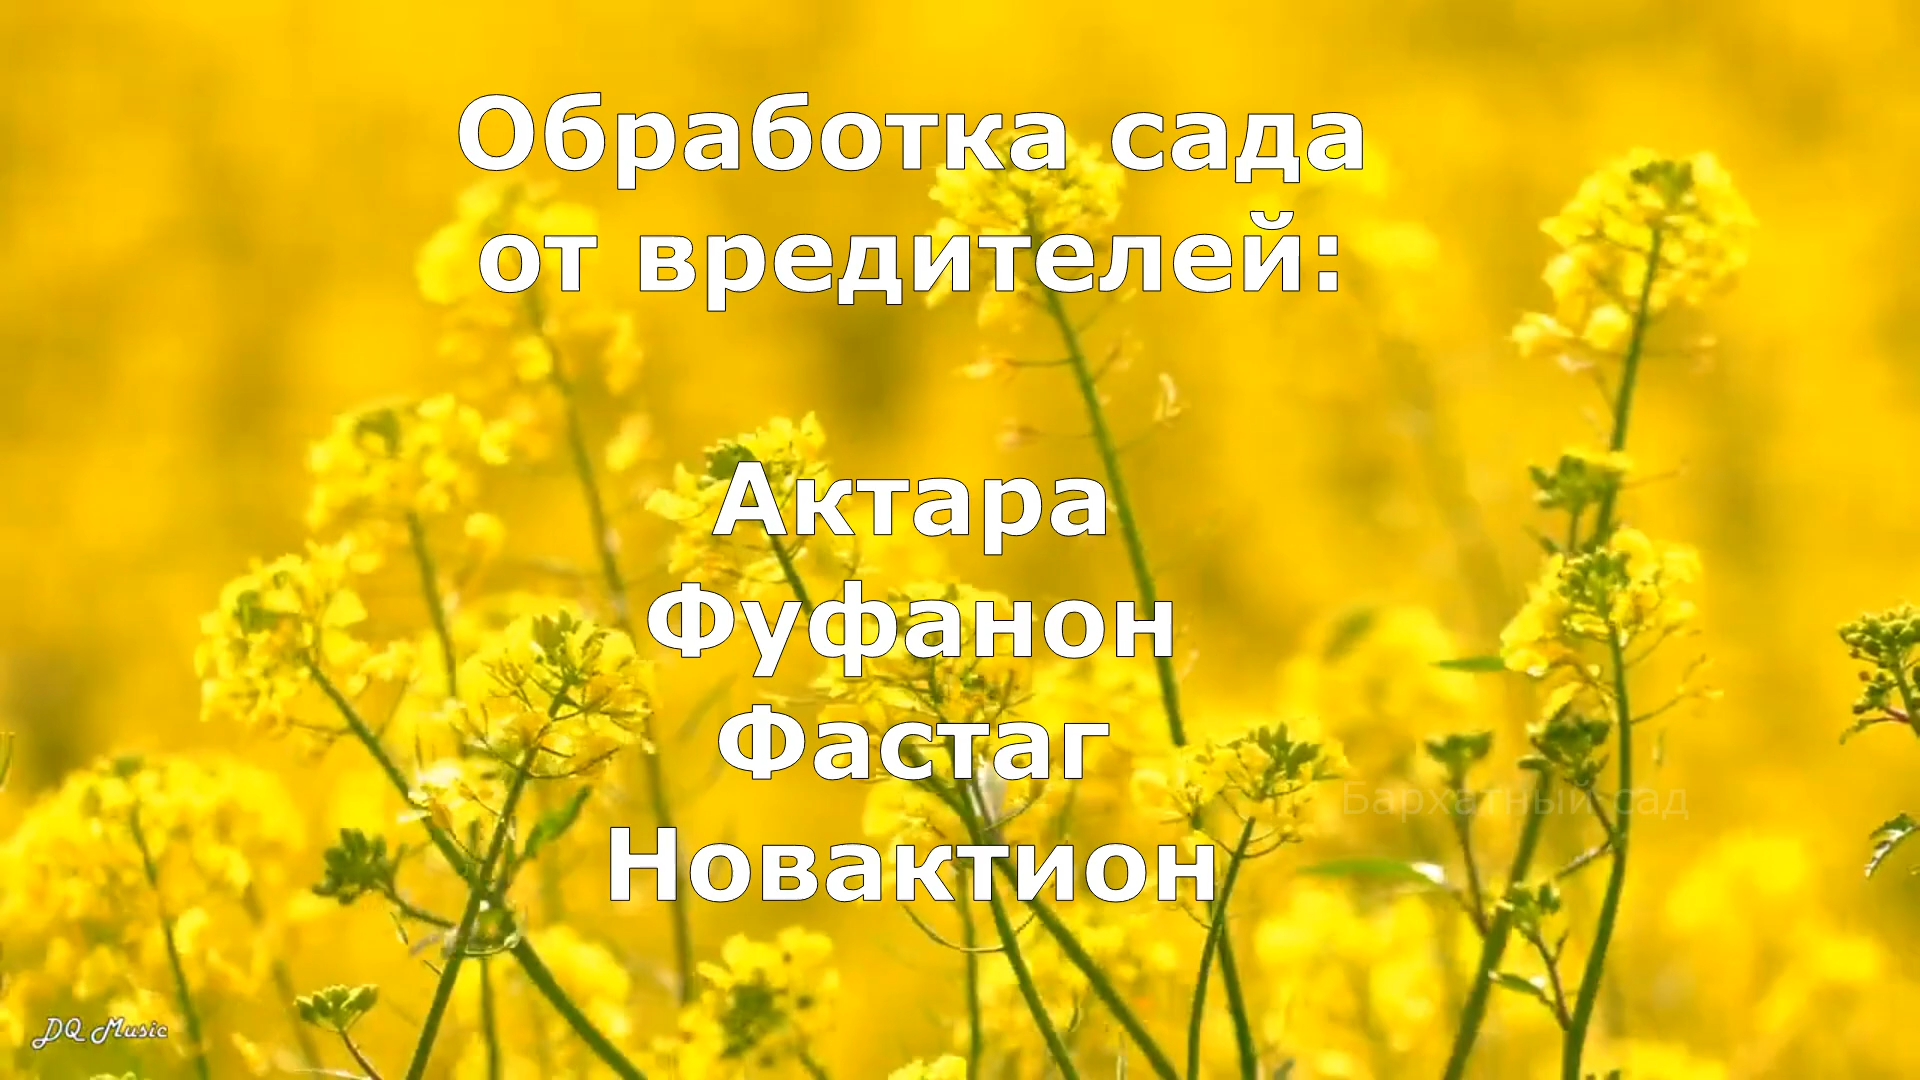 Обработка сада
от вредителей:
Актара
Фуфанон
Фастаг
Новактион
Бархатный сад
DQ Music